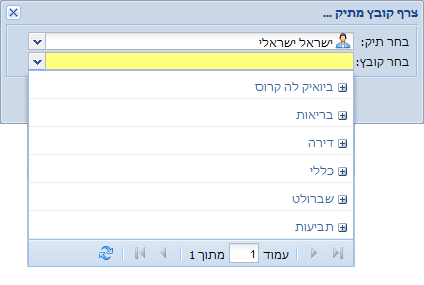 צרף קובץ מתיק ...
בחר תיק: ישראל ישראלי
בחר קובץ:
ביואיק לה קרוס
בריאות
דירה
כללי
שברולט
תביעות
עמוד 1 מתוך 1